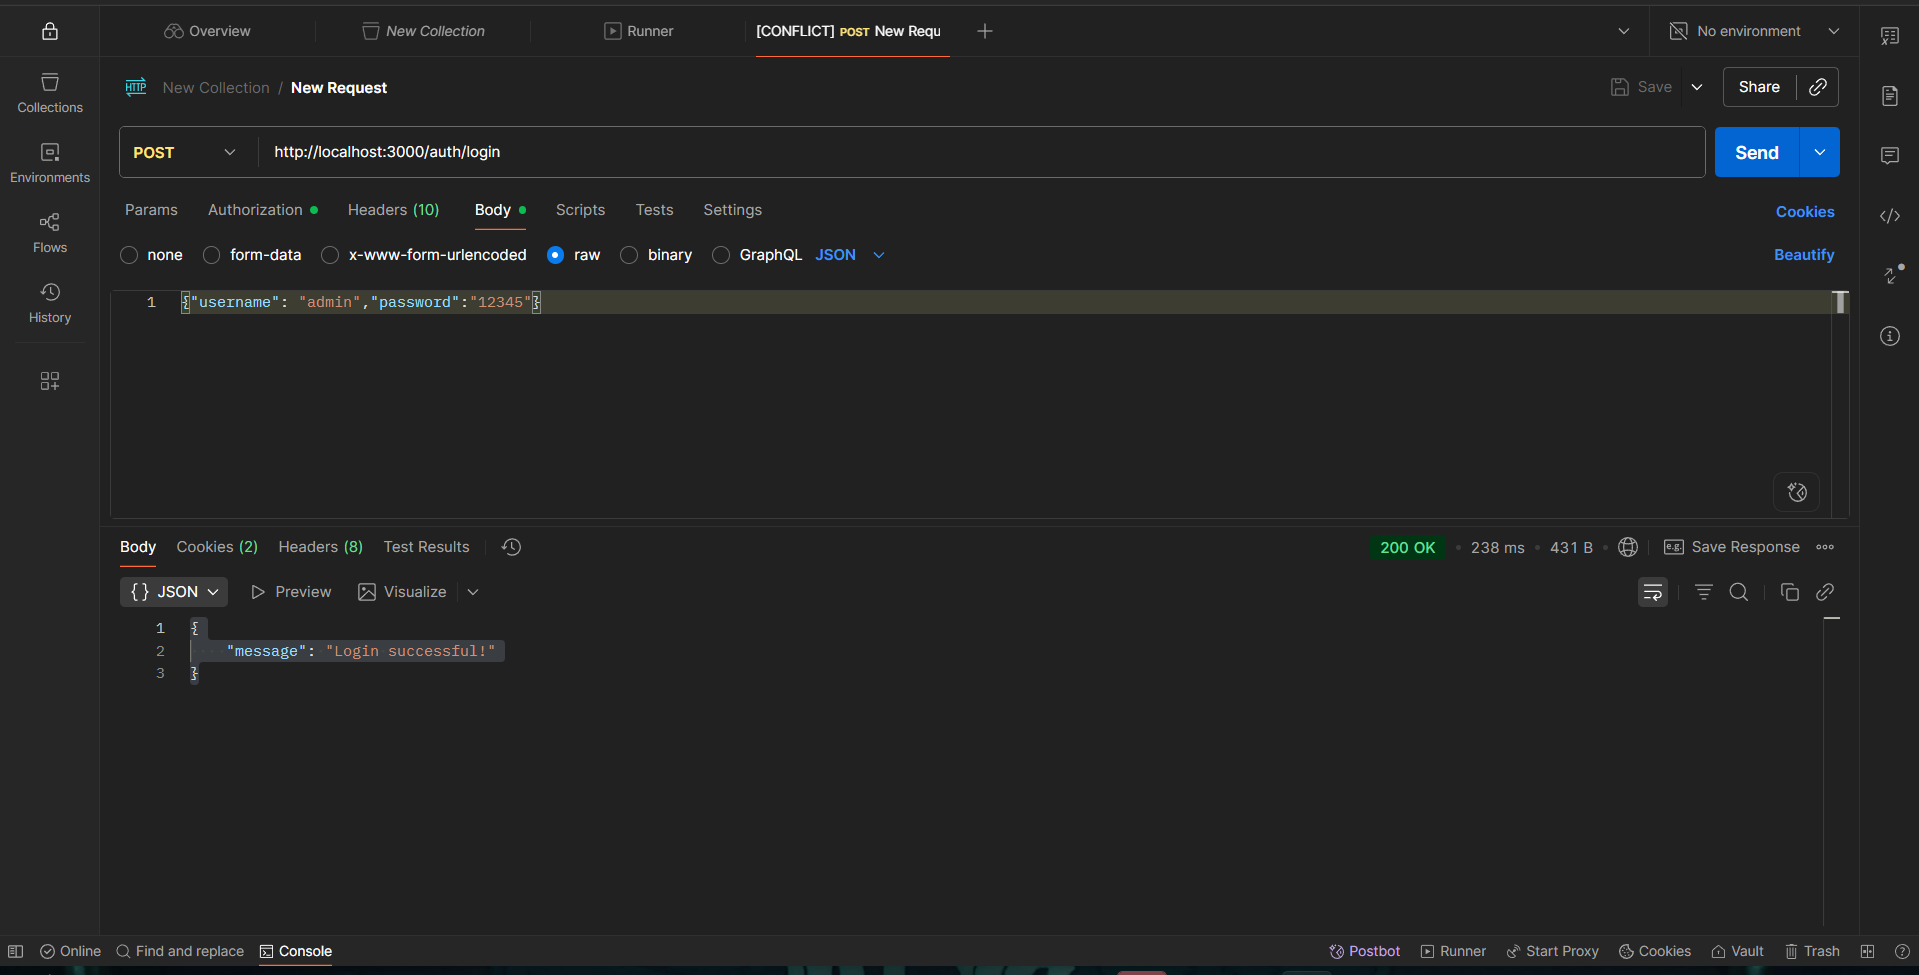 Overview
New Collection
Runner
[CONFLICT] POST New Requ
No environment
Collections
Environments
Flows
History
HTTP
New Collection / New Request
Save
Share
POST
http://localhost:3000/auth/login
Send
Params
Authorization
Headers (10)
Body
Scripts
Tests
Settings
Cookies
none
form-data
x-www-form-urlencoded
raw
binary
GraphQL
JSON
Beautify
1 {"username": "admin","password":"12345"}
Body
Cookies (2)
Headers (8)
Test Results
200 OK
238 ms
431 B
e.g.
Save Response
{} JSON
Preview
Visualize
1 {
2 "message": "Login successful!"
3 }
Online
Find and replace
Console
Postbot
Runner
Start Proxy
Cookies
Vault
Trash